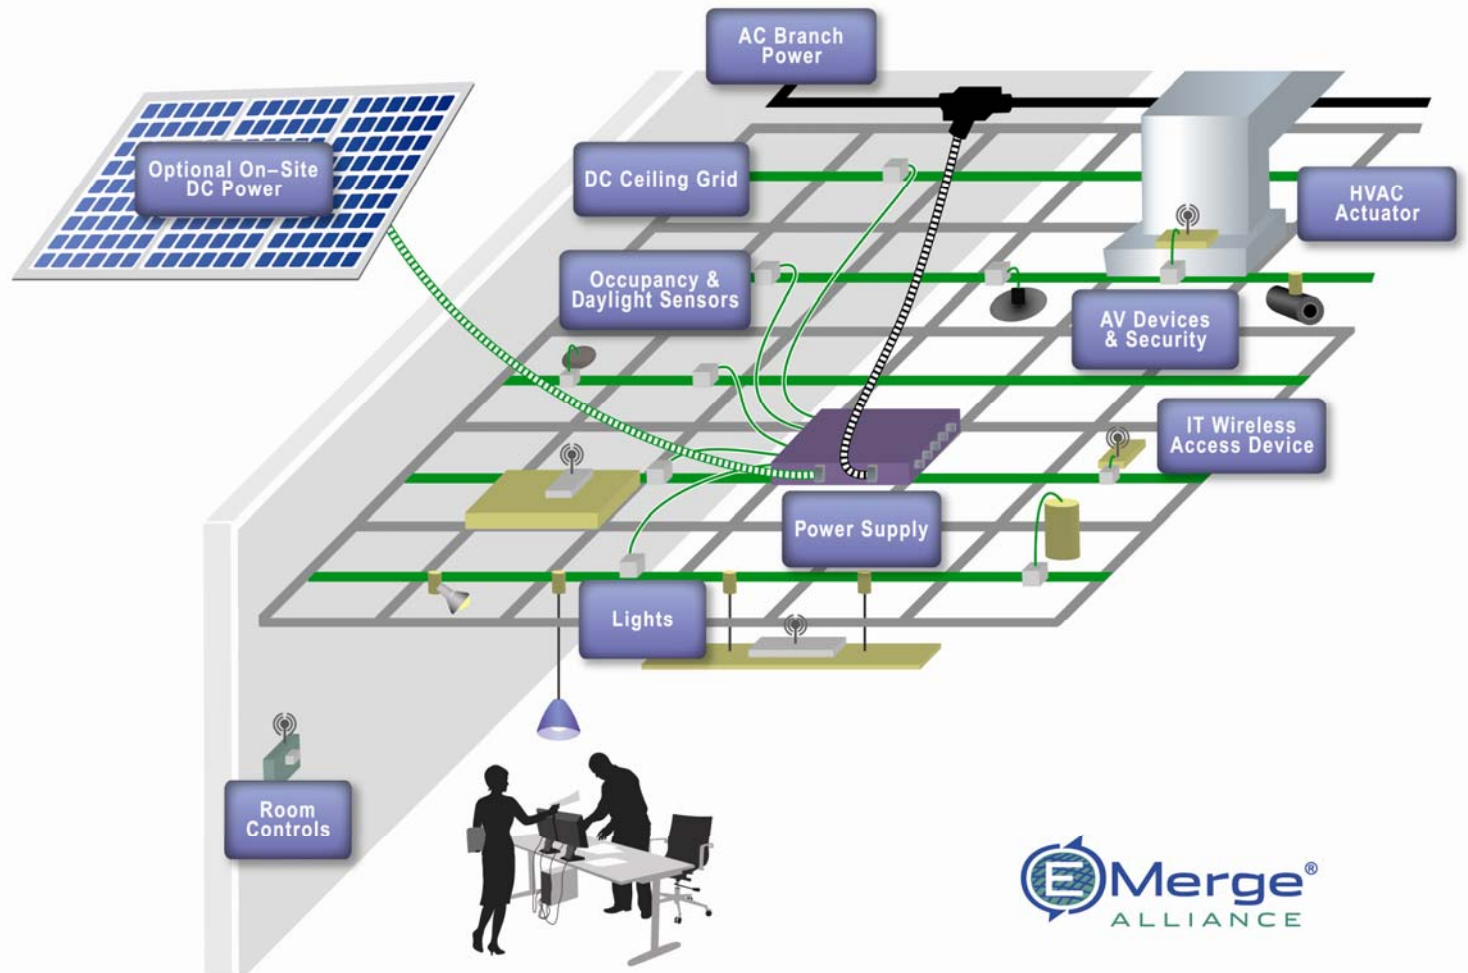 AC Branch
Power
Optional On–Site
DC Power
DC Ceiling Grid
HVAC
Actuator
Occupancy &
Daylight Sensors
AV Devices
& Security
IT Wireless
Access Device
Power Supply
Lights
Room
Controls
EMerge®
ALLIANCE